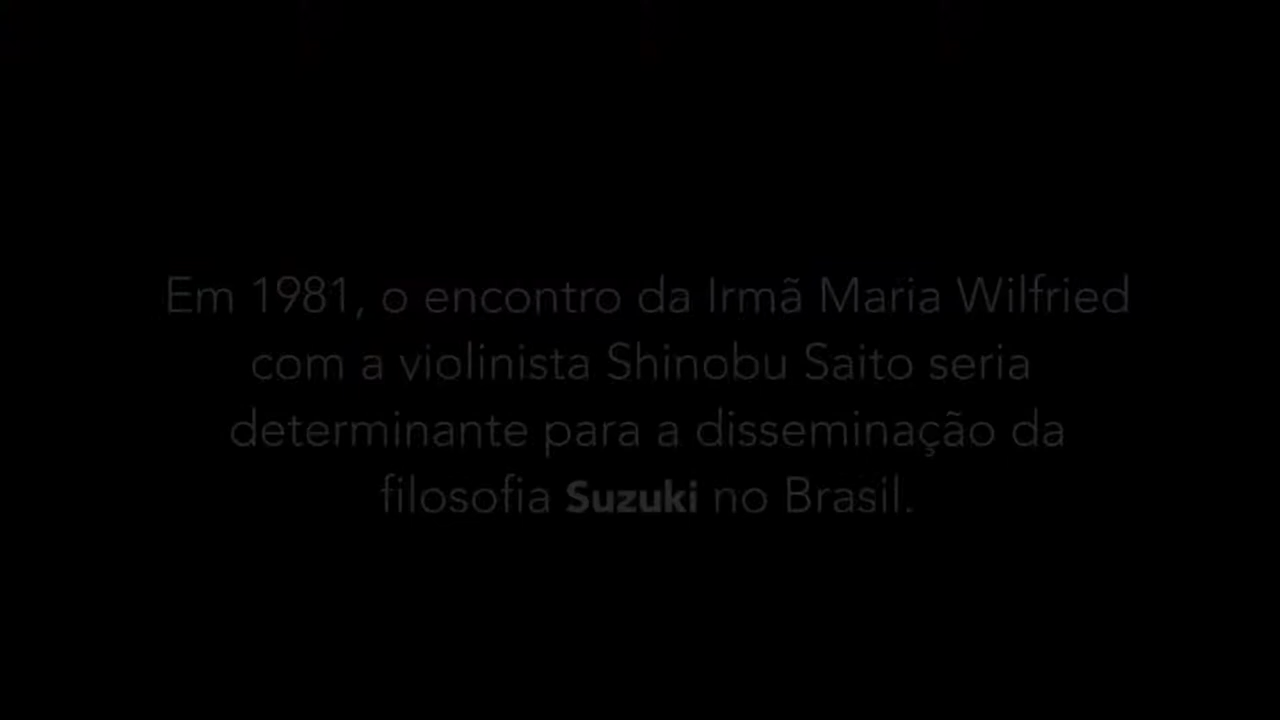 Em 1981, o encontro da Irmã Maria Wilfried
com a violinista Shinobu Saito seria
determinante para a disseminação da
filosofia Suzuki no Brasil.